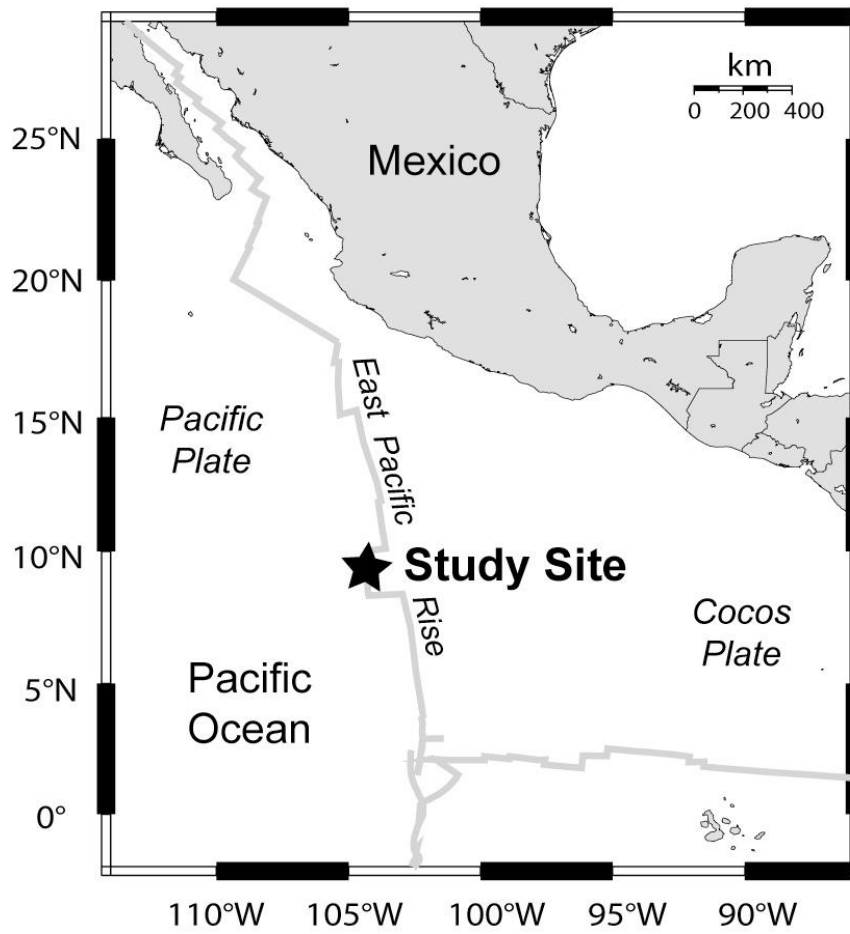 km
0 200 400
25°N
Mexico
20°N
East Pacific Rise
15°N
Pacific
Plate
10°N
Study Site
Cocos
Plate
5°N
Pacific
Ocean
0°
110°W 105°W 100°W 95°W 90°W